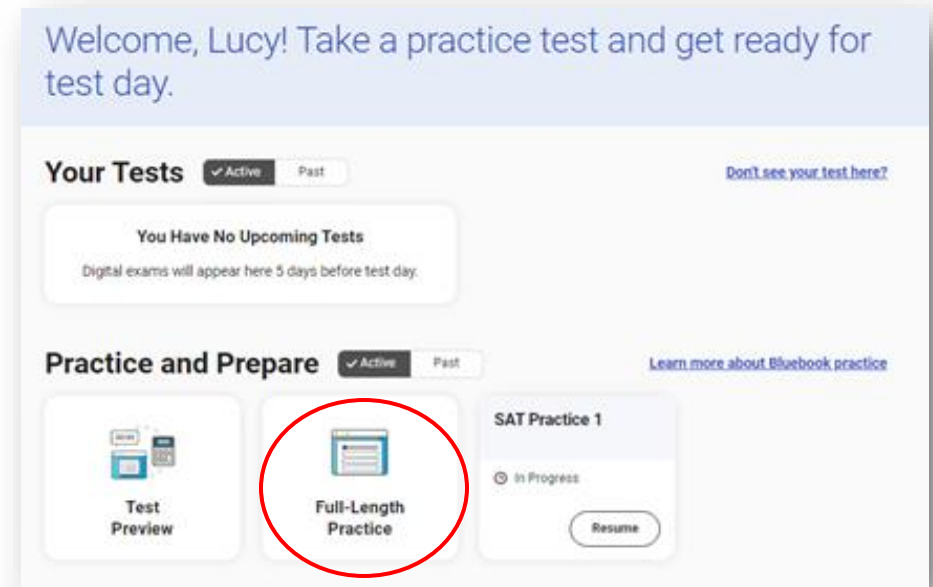 Welcome, Lucy! Take a practice test and get ready for
test day.
Your Tests
Active
Past
Don't see your test here?
You Have No Upcoming Tests
Digital exams will appear here 5 days before test day.
Practice and Prepare
Active
Past
Learn more about Bluebook practice
Test
Preview
Full-Length
Practice
SAT Practice 1
In Progress
Resume